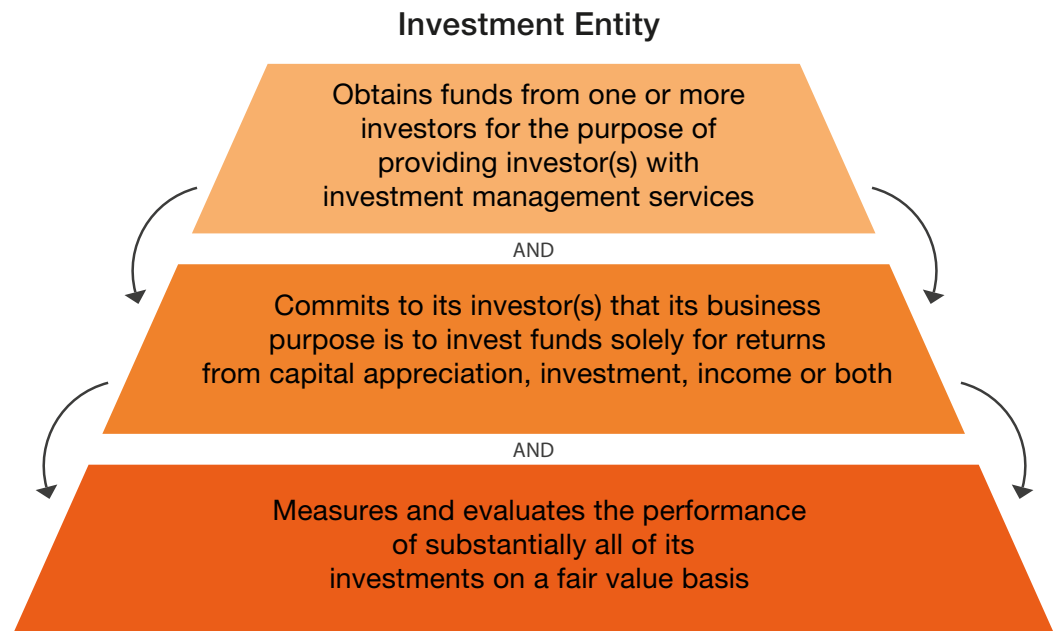 Investment Entity
Obtains funds from one or more
investors for the purpose of
providing investor(s) with
investment management services
AND
Commits to its investor(s) that its business
purpose is to invest funds solely for returns
from capital appreciation, investment, income or both
AND
Measures and evaluates the performance
of substantially all of its
investments on a fair value basis